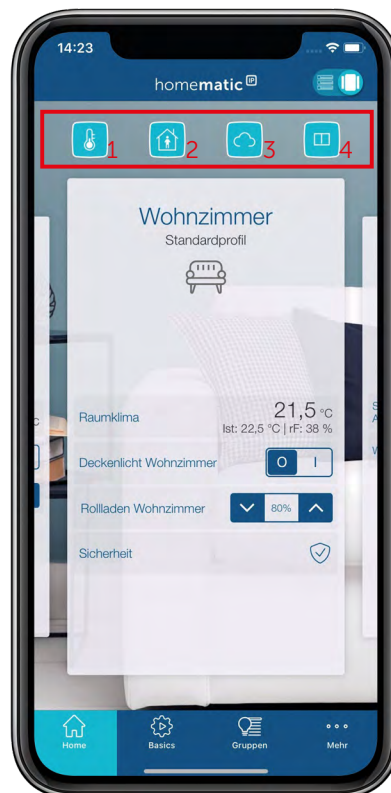 14:23
homematic IP
1 2 3 4
Wohnzimmer
Standardprofil
Raumklima 21,5 °C
Ist: 22,5 °C | rF: 38 %
Deckenlicht Wohnzimmer O I
Rollladen Wohnzimmer 80%
Sicherheit
Home Basics Gruppen Mehr